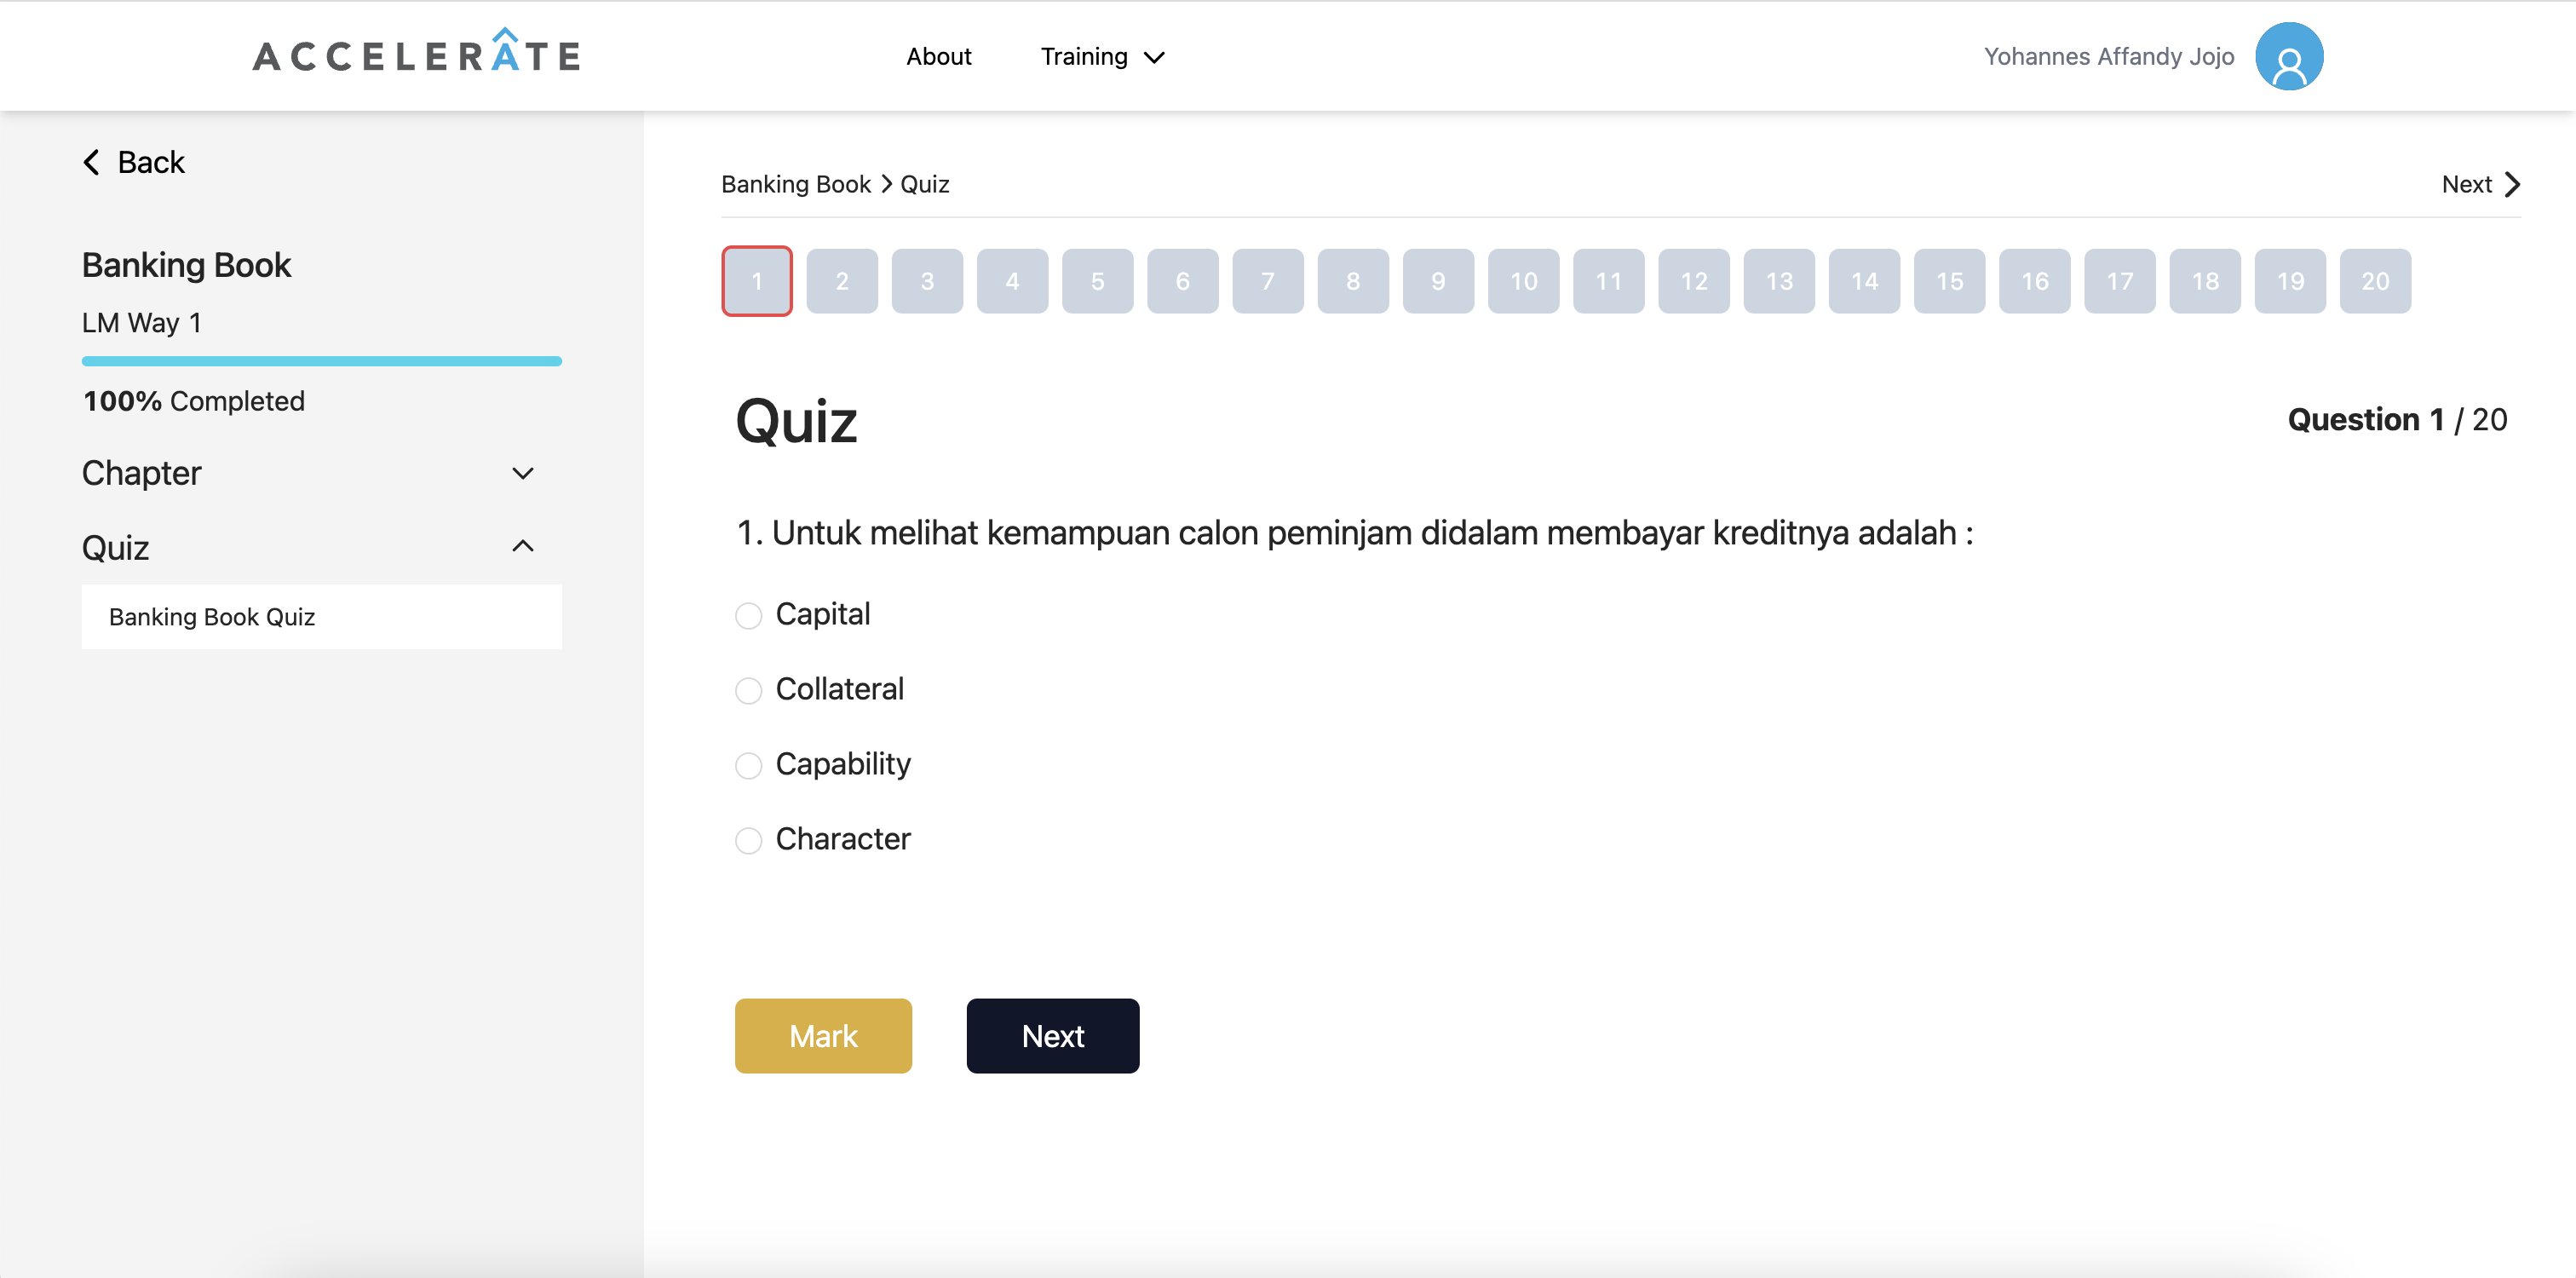 ACCELERATE
About
Training
Yohannes Affandy Jojo
Back
Banking Book > Quiz
Next
Banking Book
LM Way 1
100% Completed
Chapter
Quiz
Banking Book Quiz
1 2 3 4 5 6 7 8 9 10 11 12 13 14 15 16 17 18 19 20
Quiz
Question 1 / 20
1. Untuk melihat kemampuan calon peminjam didalam membayar kreditnya adalah :
Capital
Collateral
Capability
Character
Mark
Next